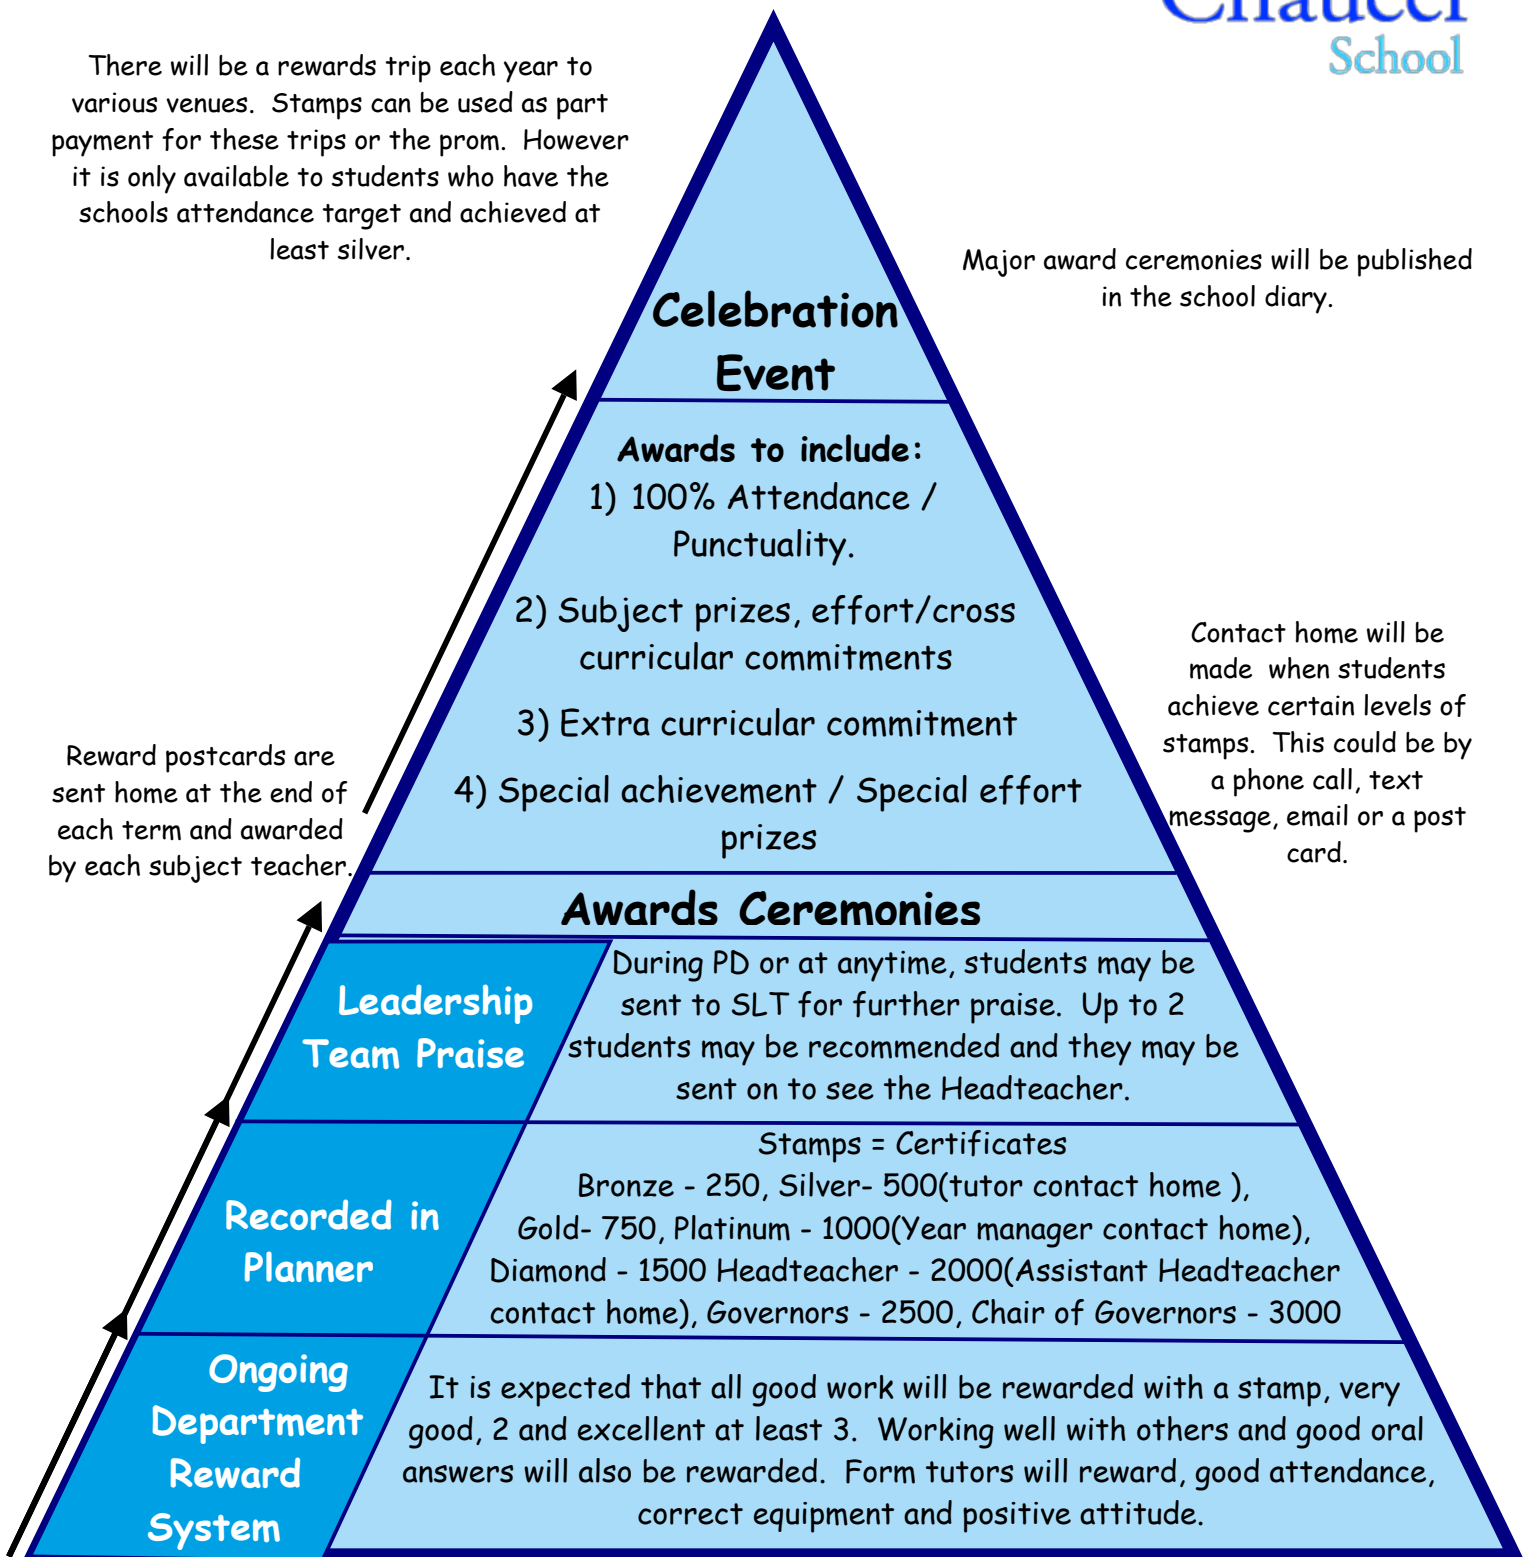 Chaucer
School
There will be a rewards trip each year to
various venues. Stamps can be used as part
payment for these trips or the prom. However
it is only available to students who have the
schools attendance target and achieved at
least silver.
Major award ceremonies will be published
in the school diary.
Celebration
Event
Awards to include:
1) 100% Attendance /
Punctuality.
2) Subject prizes, effort/cross
curricular commitments
3) Extra curricular commitment
4) Special achievement / Special effort
prizes
Contact home will be
made when students
achieve certain levels of
stamps. This could be by
a phone call, text
message, email or a post
card.
Reward postcards are
sent home at the end of
each term and awarded
by each subject teacher.
Awards Ceremonies
Leadership
Team Praise
During PD or at anytime, students may be
sent to SLT for further praise. Up to 2
students may be recommended and they may be
sent on to see the Headteacher.
Recorded in
Planner
Stamps = Certificates
Bronze - 250, Silver- 500(tutor contact home ),
Gold- 750, Platinum - 1000(Year manager contact home),
Diamond - 1500 Headteacher - 2000(Assistant Headteacher
contact home), Governors - 2500, Chair of Governors - 3000
Ongoing
Department
Reward
System
It is expected that all good work will be rewarded with a stamp, very
good, 2 and excellent at least 3. Working well with others and good oral
answers will also be rewarded. Form tutors will reward, good attendance,
correct equipment and positive attitude.